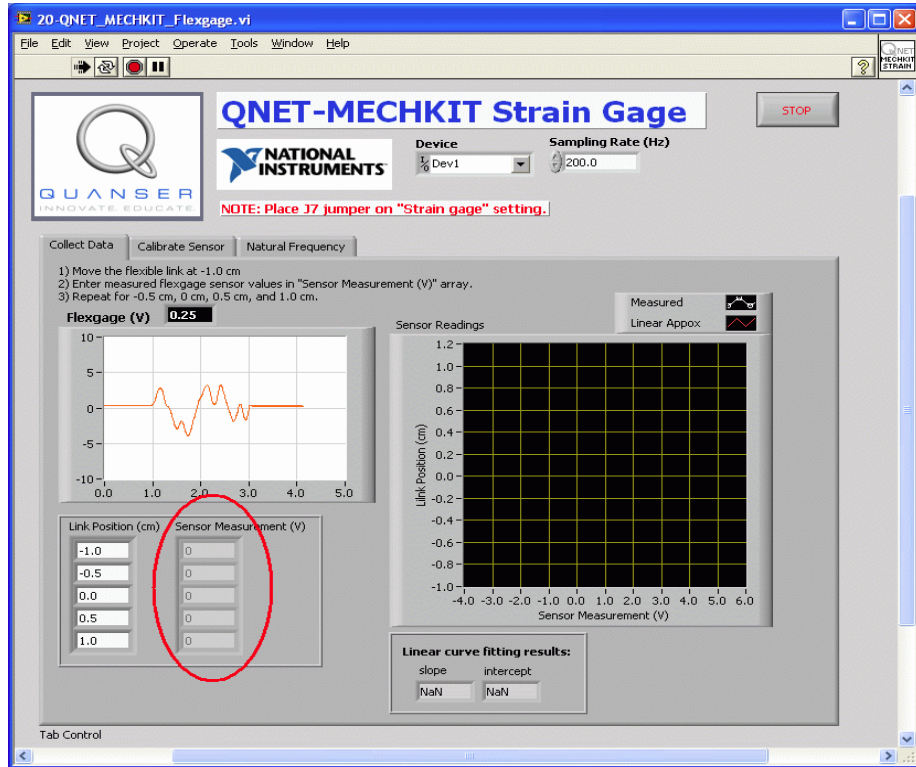 20-QNET_MECHKIT_Flexgage.vi
File Edit View Project Operate Tools Window Help
QNET
MECHKIT
STRAIN
QNET-MECHKIT Strain Gage
STOP
QUANSER
INNOVATE. EDUCATE.
NATIONAL
INSTRUMENTS
Device
Dev1
Sampling Rate (Hz)
200.0
NOTE: Place J7 jumper on "Strain gage" setting.
Collect Data Calibrate Sensor Natural Frequency
1) Move the flexible link at -1.0 cm
2) Enter measured flexgage sensor values in "Sensor Measurement (V)" array.
3) Repeat for -0.5 cm, 0 cm, 0.5 cm, and 1.0 cm.
Flexgage (V) 0.25
10
5
0
-5
-10
0.0 1.0 2.0 3.0 4.0 5.0
Link Position (cm) Sensor Measurement (V)
-1.0 0
-0.5 0
0.0 0
0.5 0
1.0 0
Sensor Readings
Measured
Linear Appox
Llink Position (cm)
1.2
1.0
0.8
0.6
0.4
0.2
0.0
-0.2
-0.4
-0.6
-0.8
-1.0
-4.0 -3.0 -2.0 -1.0 0.0 1.0 2.0 3.0 4.0 5.0 6.0
Sensor Measurement (V)
Linear curve fitting results:
slope intercept
NaN NaN
Tab Control